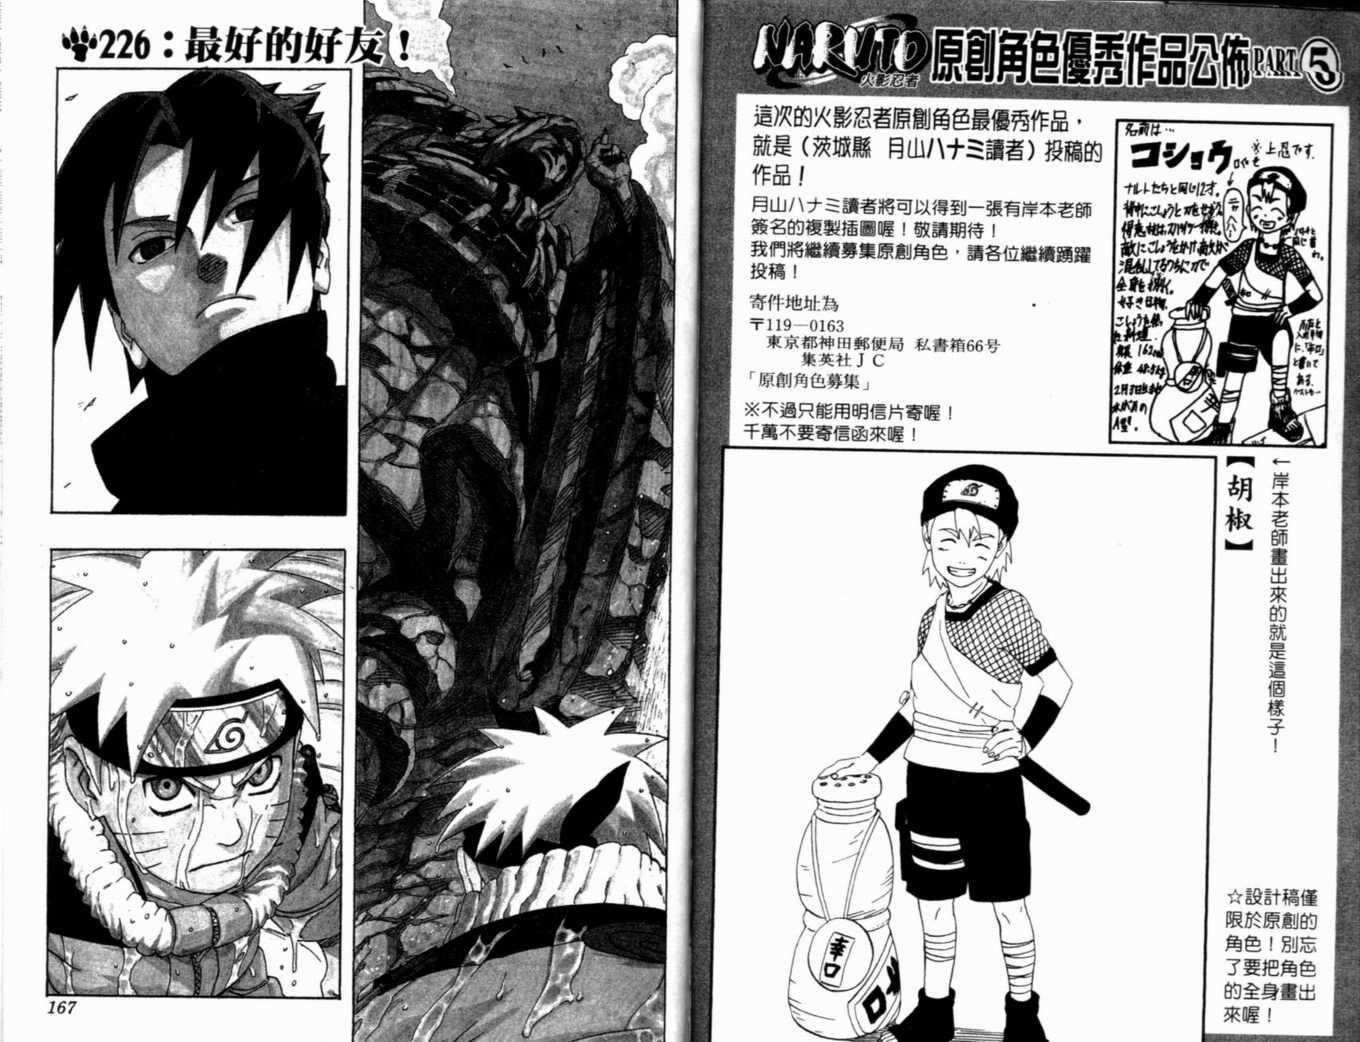 NARUTO
火影忍者
原創角色優秀作品公佈PART.5
這次的火影忍者原創角色最優秀作品，
就是（茨城縣 月山ハナミ讀者）投稿的
作品！
月山ハナミ讀者將可以得到一張有岸本老師
簽名的複製插圖喔！敬請期待！
我們將繼續募集原創角色，請各位繼續踴躍
投稿！
寄件地址為
〒119—0163
東京都神田郵便局 私書箱66号
集英社ＪＣ
「原創角色募集」
※不過只能用明信片寄喔！
千萬不要寄信函來喔！
名前は…
コショウ
※上忍です。
ナルトたちと同じ12才。
←岸本老師畫出來的就是這個樣子！
【胡椒】
辛口
☆設計稿僅
限於原創的
角色！別忘
了要把角色
的全身畫出
來喔！
226：最好的好友！
167